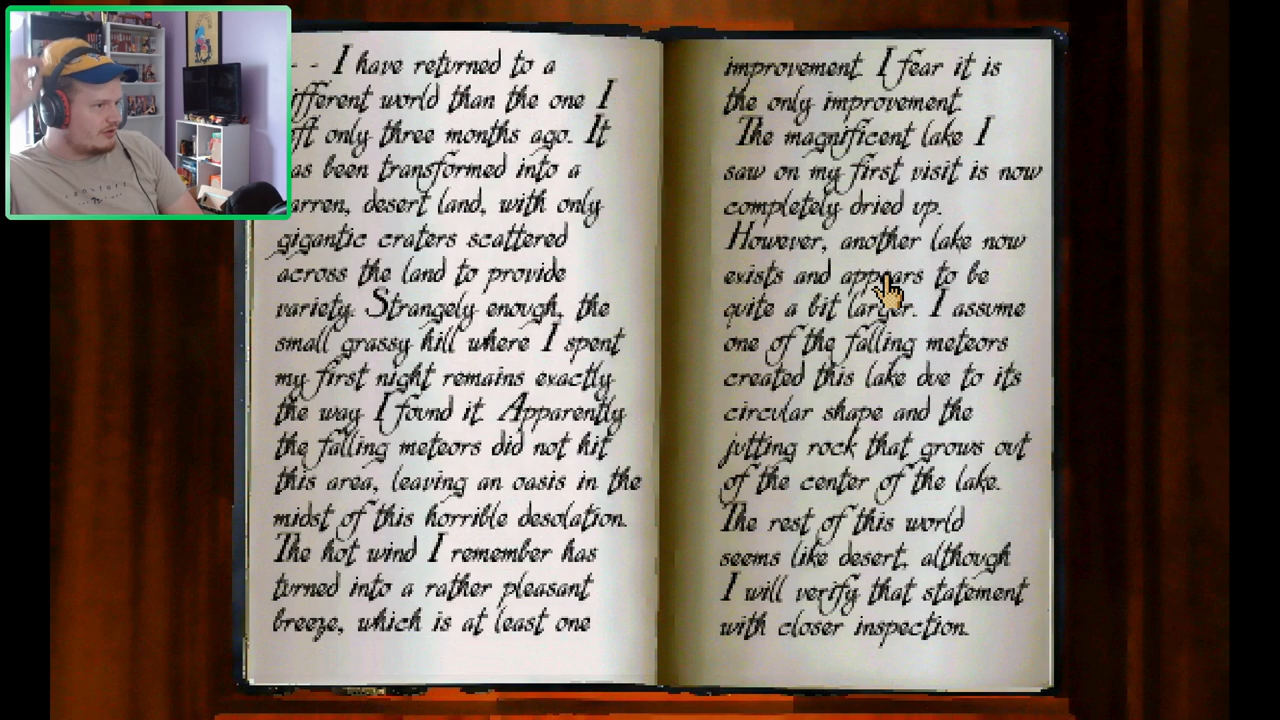 - - I have returned to a
ifferent world than the one I
eft only three months ago. It
as been transformed into a
arren, desert land, with only
gigantic craters scattered
across the land to provide
variety. Strangely enough, the
small grassy hill where I spent
my first night remains exactly
the way I found it. Apparently
the falling meteors did not hit
this area, leaving an oasis in the
midst of this horrible desolation.
The hot wind I remember has
turned into a rather pleasant
breeze, which is at least one
improvement. I fear it is
the only improvement.
The magnificent lake I
saw on my first visit is now
completely dried up.
However, another lake now
exists and appears to be
quite a bit larger. I assume
one of the falling meteors
created this lake due to its
circular shape and the
jutting rock that grows out
of the center of the lake.
The rest of this world
seems like desert, although
I will verify that statement
with closer inspection.